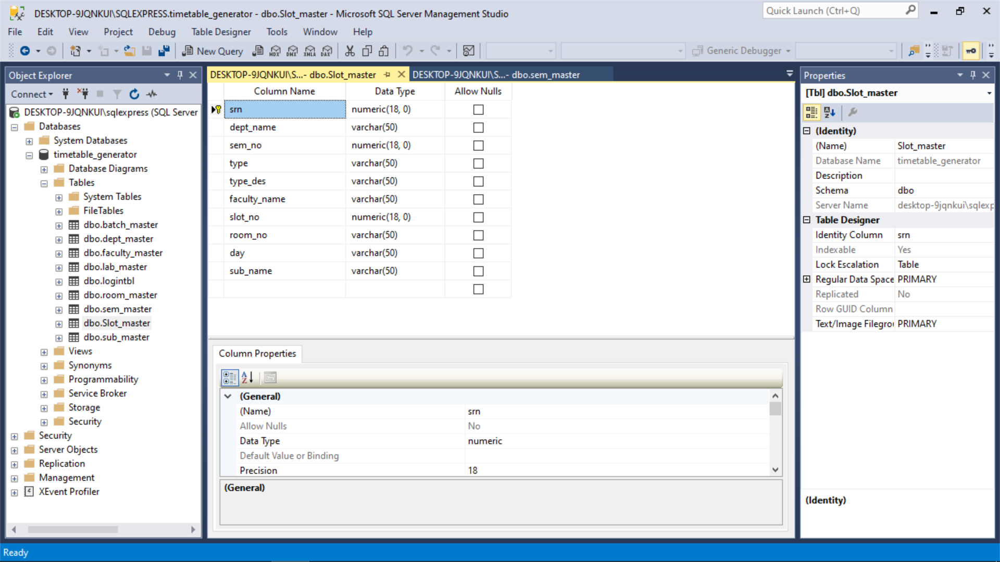 DESKTOP-9JQNKUI\SQLEXPRESS.timetable_generator - dbo.Slot_master - Microsoft SQL Server Management Studio
Quick Launch (Ctrl+Q)
File Edit View Project Debug Table Designer Tools Window Help
New Query MDX DMX XMLA DAX Generic Debugger
Object Explorer
Connect
DESKTOP-9JQNKUI\sqlexpress (SQL Server
Databases
System Databases
timetable_generator
Database Diagrams
Tables
System Tables
FileTables
dbo.batch_master
dbo.dept_master
dbo.faculty_master
dbo.lab_master
dbo.logintbl
dbo.room_master
dbo.sem_master
dbo.Slot_master
dbo.sub_master
Views
Synonyms
Programmability
Service Broker
Storage
Security
Security
Server Objects
Replication
Management
XEvent Profiler
DESKTOP-9JQNKUI\S...- dbo.Slot_master DESKTOP-9JQNKUI\S...- dbo.sem_master
Column Name Data Type Allow Nulls
srn numeric(18, 0)
dept_name varchar(50)
sem_no numeric(18, 0)
type varchar(50)
type_des varchar(50)
faculty_name varchar(50)
slot_no numeric(18, 0)
room_no varchar(50)
day varchar(50)
sub_name varchar(50)
Column Properties
(General)
(Name) srn
Allow Nulls No
Data Type numeric
Default Value or Binding
Precision 18
(General)
Properties
[Tbl] dbo.Slot_master
(Identity)
(Name) Slot_master
Database Name timetable_generator
Description
Schema dbo
Server Name desktop-9jqnkui\sqlexp
Table Designer
Identity Column srn
Indexable Yes
Lock Escalation Table
Regular Data Space PRIMARY
Replicated No
Row GUID Column
Text/Image Filegrou PRIMARY
(Identity)
Ready